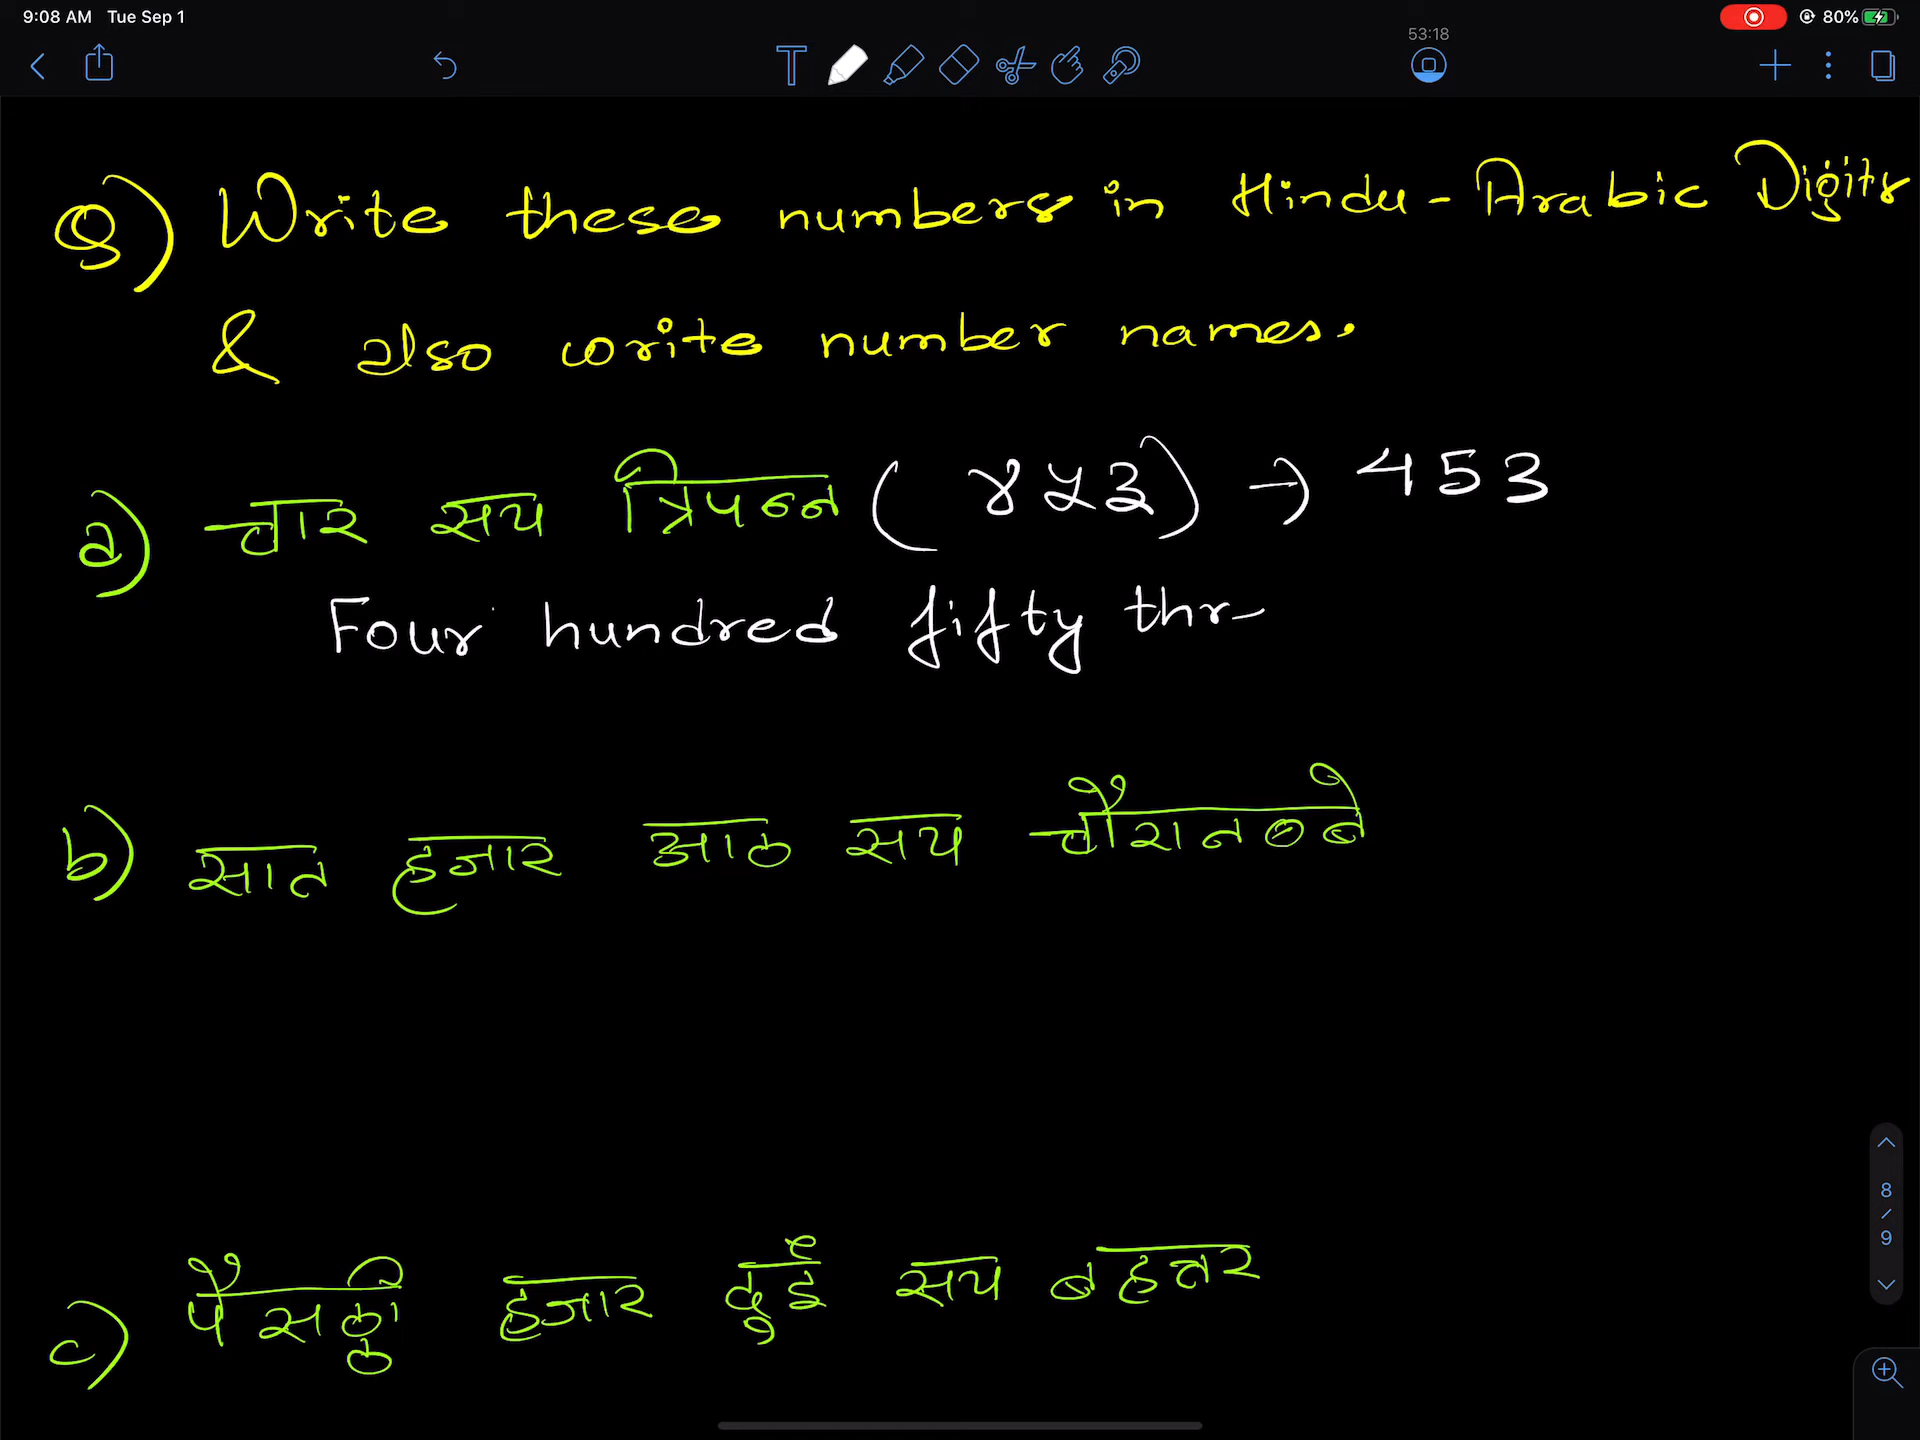 9:08 AM Tue Sep 1
80%
53:18
Q) Write these numbers in Hindu-Arabic Digits
& also write number names.
a) चार सय त्रिपन्न (४५३) → 453
Four hundred fifty thr
b) सात हजार आठ सय चौरानब्बे
c) पैंसठ्ठी हजार दुई सय बहत्तर
8
/
9